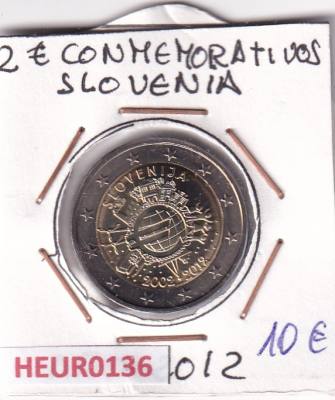 2 € CONMEMORATIVOS
SLOVENIA
SLOVENIJA
2002-2012
10 €
HEUR0136
012